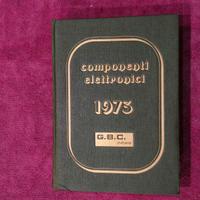 componenti
elettronici
1973
G.B.C.
italiana